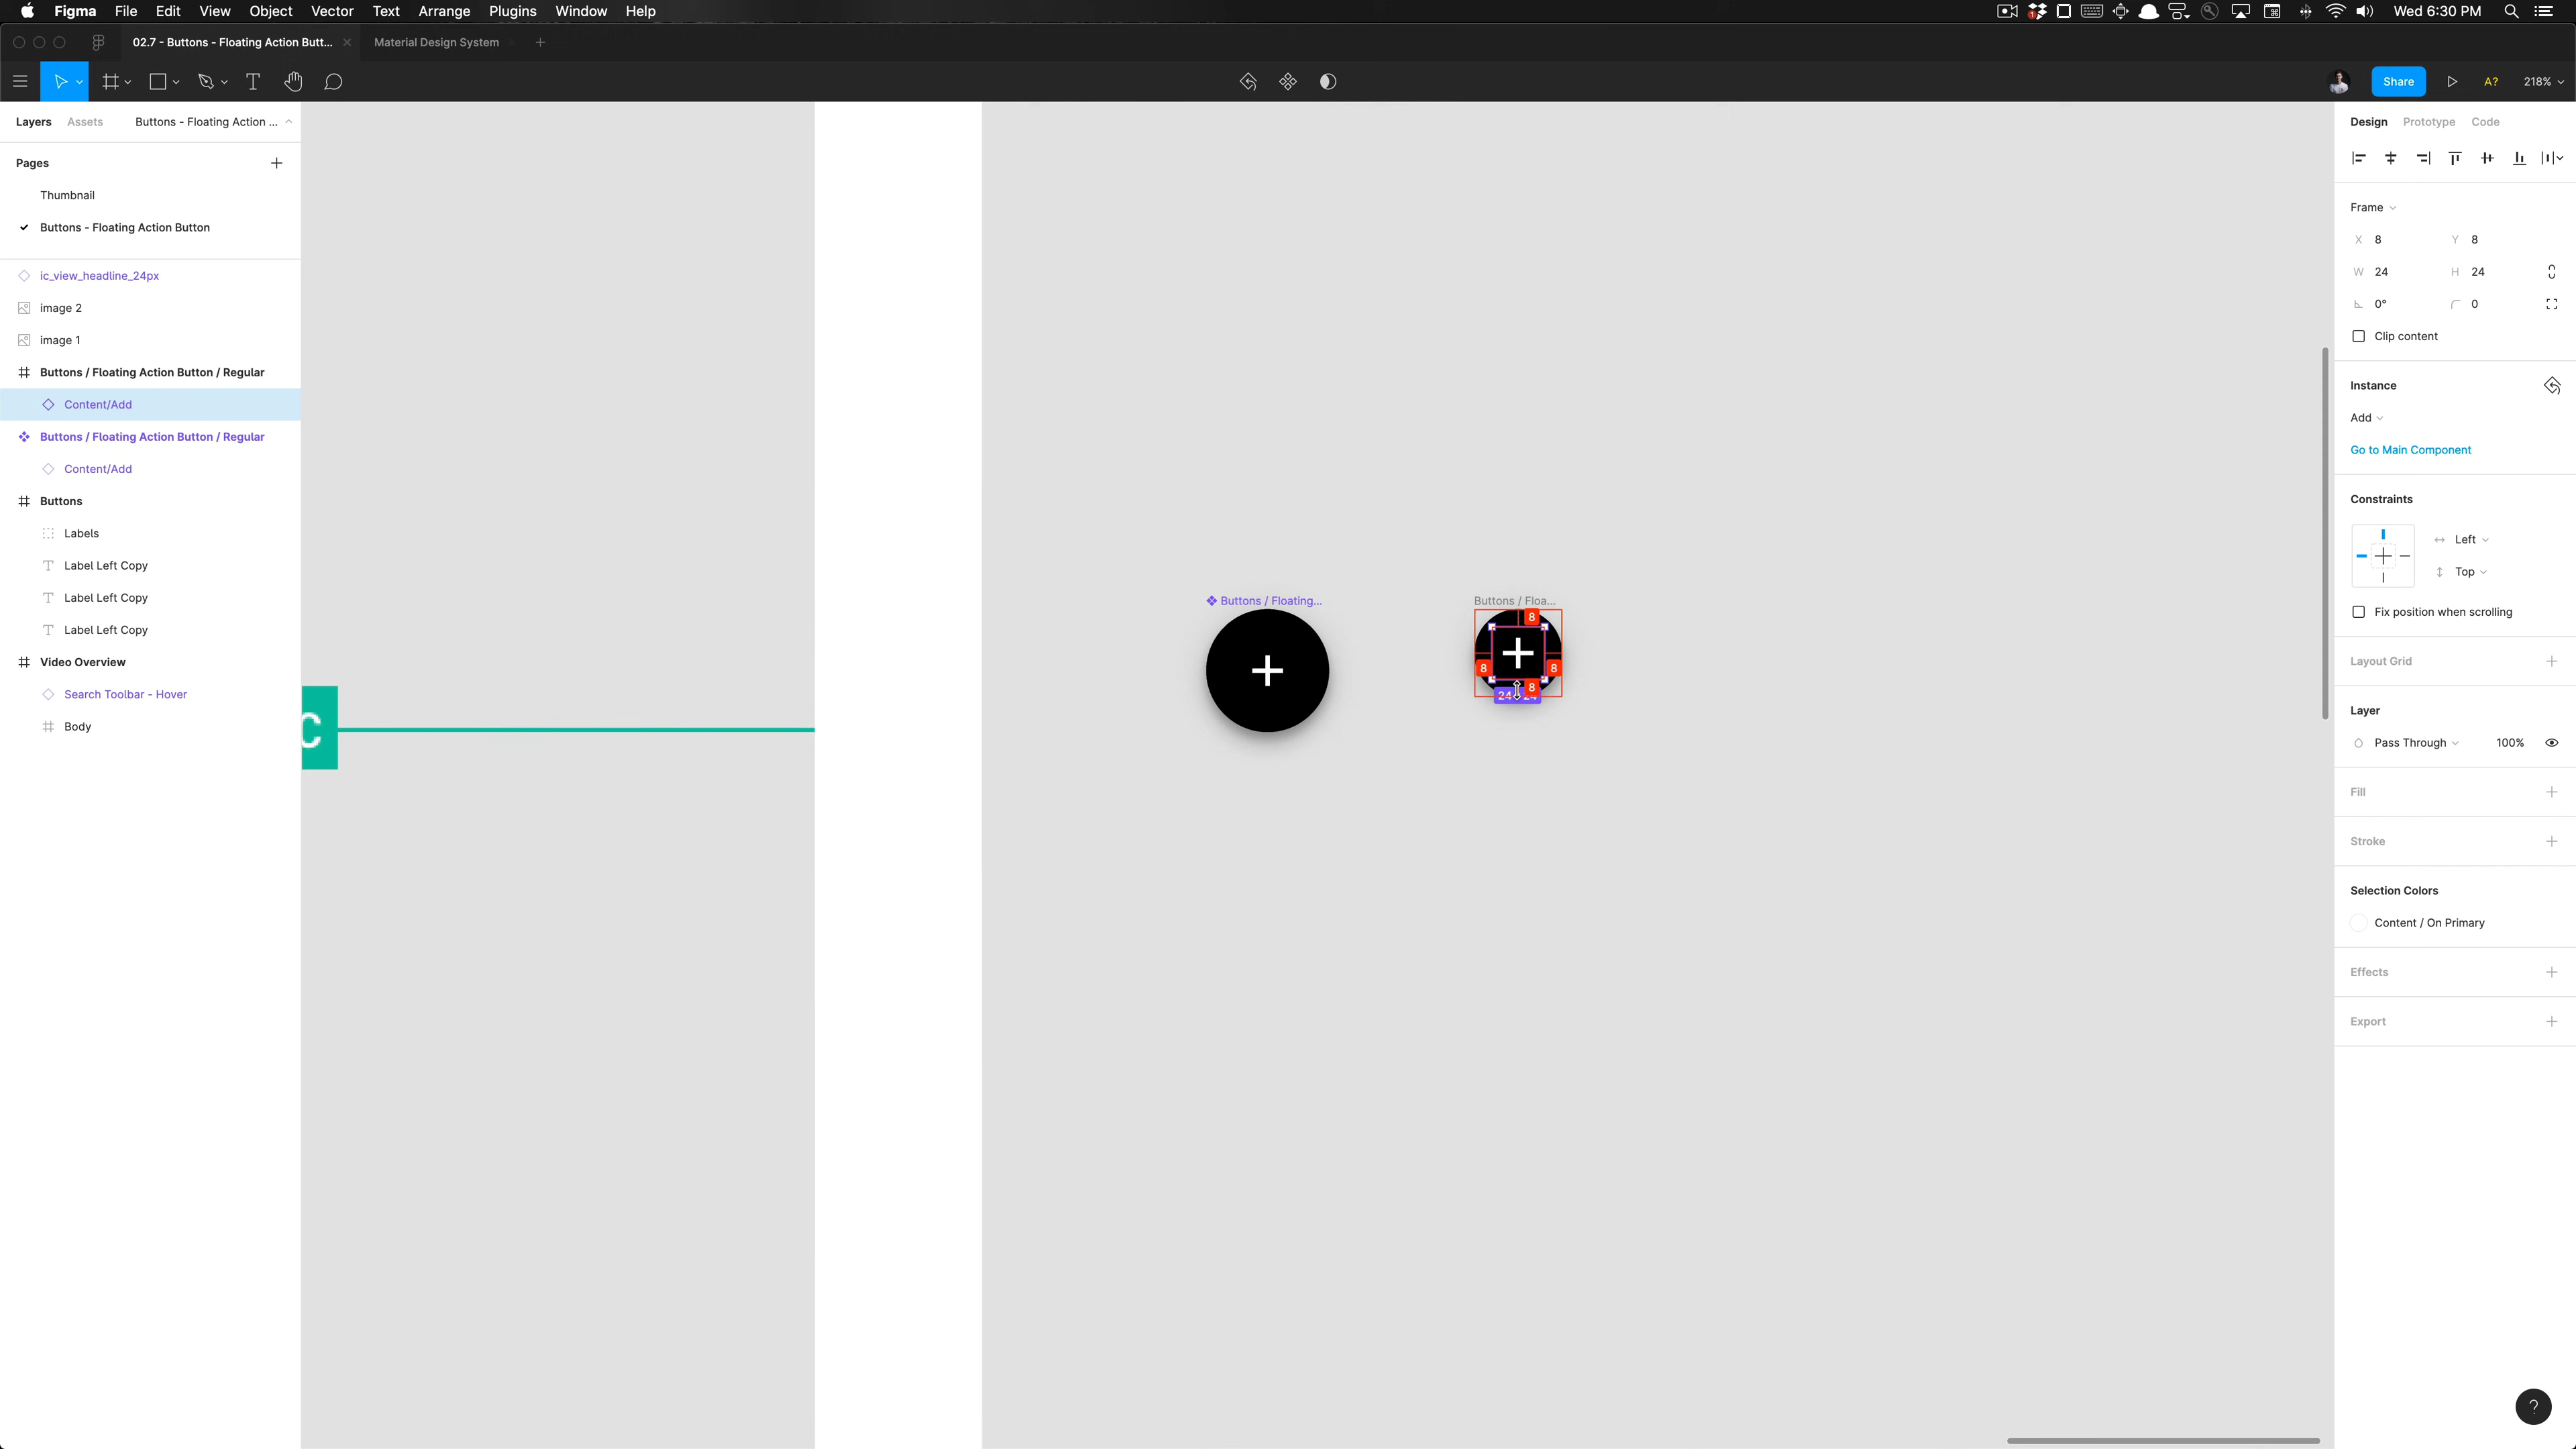 Figma File Edit View Object Vector Text Arrange Plugins Window Help
1
Wed 6:30 PM
02.7 - Buttons - Floating Action Butt...
Material Design System
Share
A?
218%
Layers
Assets
Buttons - Floating Action ...
Pages
Thumbnail
Buttons - Floating Action Button
ic_view_headline_24px
image 2
image 1
Buttons / Floating Action Button / Regular
Content/Add
Buttons / Floating Action Button / Regular
Content/Add
Buttons
Labels
Label Left Copy
Label Left Copy
Label Left Copy
Video Overview
Search Toolbar - Hover
Body
C
Buttons / Floating...
Buttons / Floa...
8
8
8
8
Design
Prototype
Code
Frame
X 8
Y 8
W 24
H 24
0°
0
Clip content
Instance
Add
Go to Main Component
Constraints
Left
Top
Fix position when scrolling
Layout Grid
Layer
Pass Through
100%
Fill
Stroke
Selection Colors
Content / On Primary
Effects
Export
?